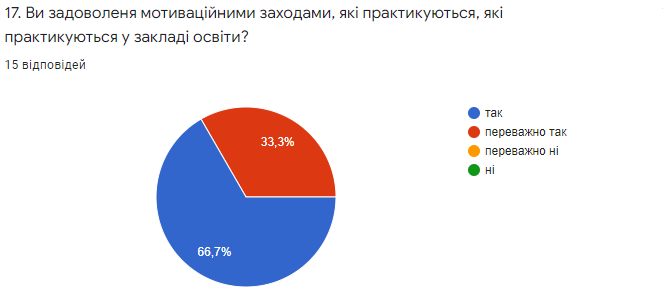 17. Ви задоволеня мотиваційними заходами, які практикуються, які
практикуються у закладі освіти?
15 відповідей
так
переважно так
переважно ні
ні
33,3%
66,7%